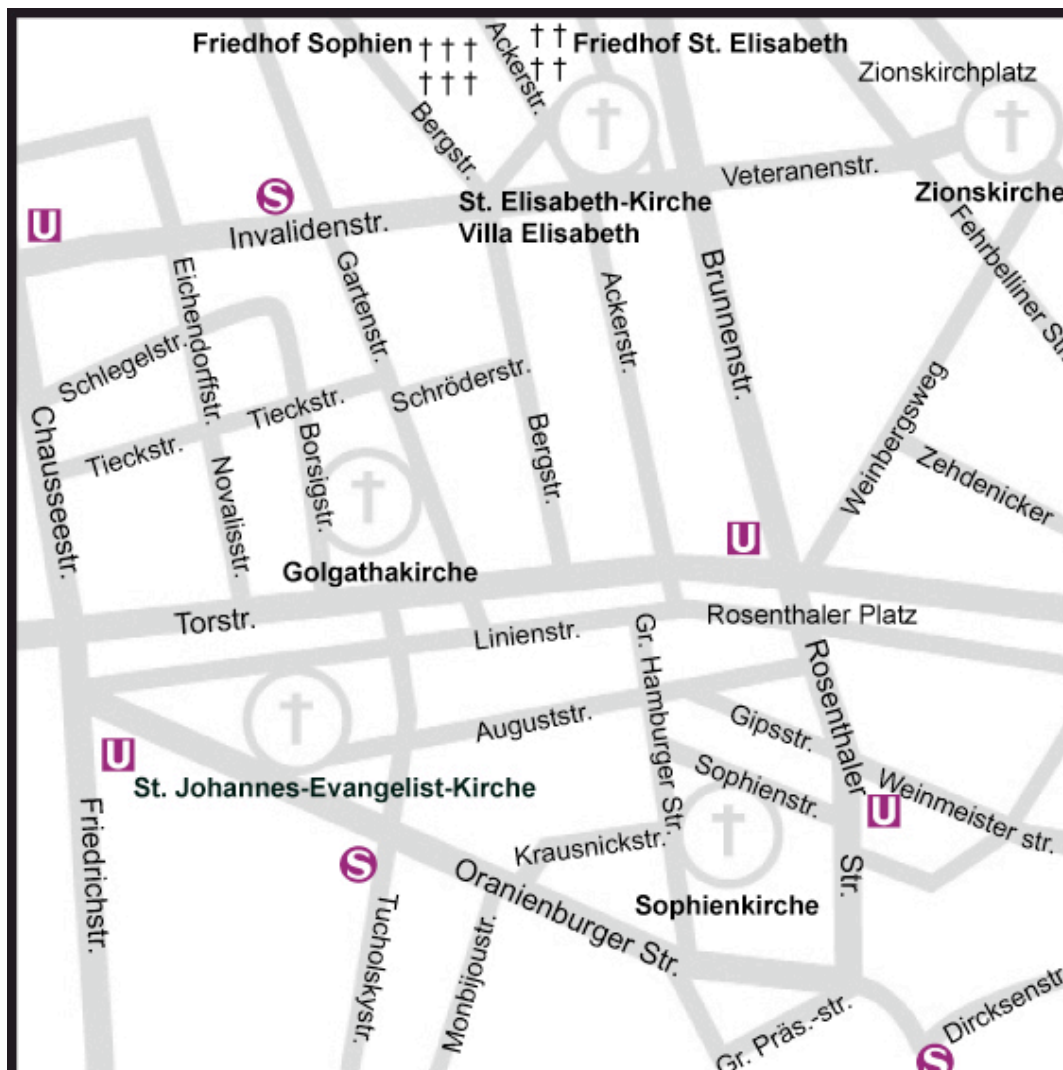 Friedhof Sophien
Ackerstr.
Friedhof St. Elisabeth
Zionskirchplatz
Bergstr.
Veteranenstr.
S
U
St. Elisabeth-Kirche
Villa Elisabeth
Zionskirche
Invalidenstr.
Fehrbelliner Str
Eichendorffstr.
Gartenstr.
Ackerstr.
Brunnenstr.
Schlegelstr.
Tieckstr.
Schröderstr.
Weinbergsweg
Chausseestr.
Tieckstr.
Borsigstr.
Bergstr.
Zehdenicker
Novalisstr.
U
Golgathakirche
Torstr.
Linienstr.
Rosenthaler Platz
Gr. Hamburger Str.
Rosenthaler
Str.
Auguststr.
Gipsstr.
U
St. Johannes-Evangelist-Kirche
Sophienstr.
Weinmeister str.
U
Friedrichstr.
Krausnickstr.
S
Oranienburger Str.
Sophienkirche
Tucholskystr.
Monbijoustr.
Gr. Präs.-str.
Dircksenstr
S